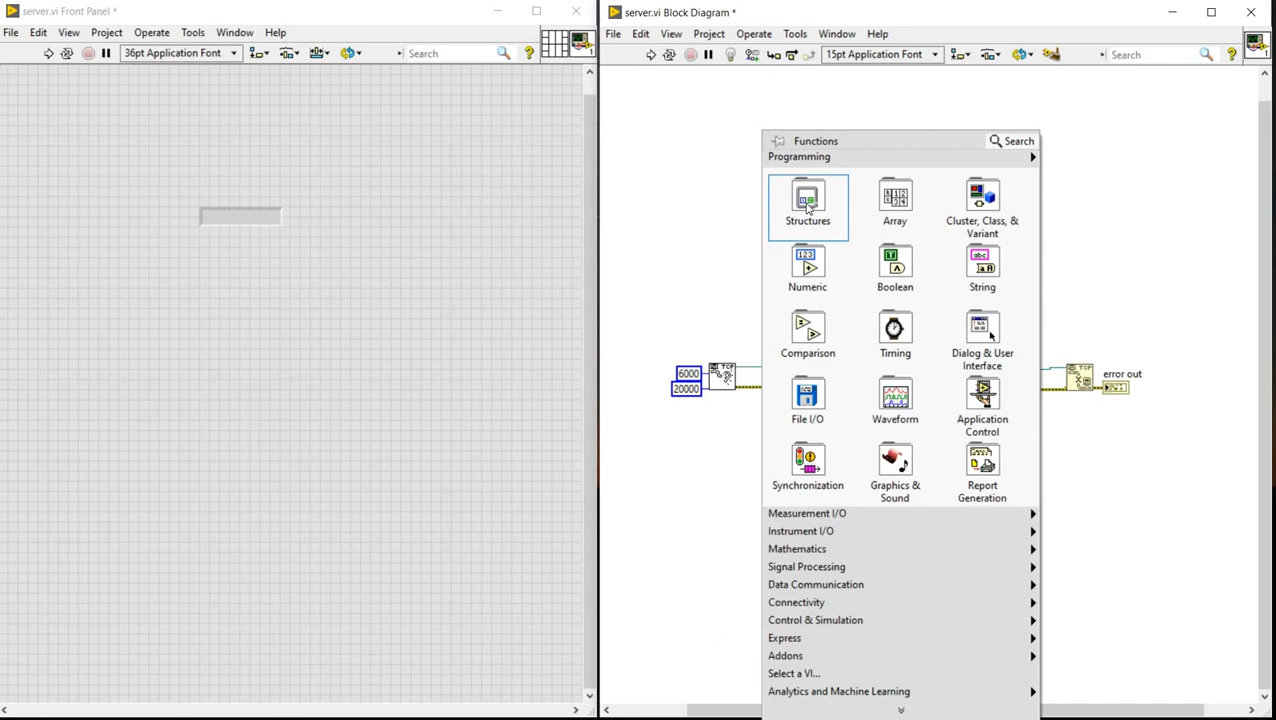 server.vi Front Panel *
File Edit View Project Operate Tools Window Help
36pt Application Font
Search
server.vi Block Diagram *
File Edit View Project Operate Tools Window Help
15pt Application Font
Search
Functions
Search
Programming
Structures
Array
Cluster, Class, &
Variant
Numeric
Boolean
String
Comparison
Timing
Dialog & User
Interface
File I/O
Waveform
Application
Control
Synchronization
Graphics &
Sound
Report
Generation
Measurement I/O
Instrument I/O
Mathematics
Signal Processing
Data Communication
Connectivity
Control & Simulation
Express
Addons
Select a VI...
Analytics and Machine Learning
6000
20000
TCP
TCP
error out